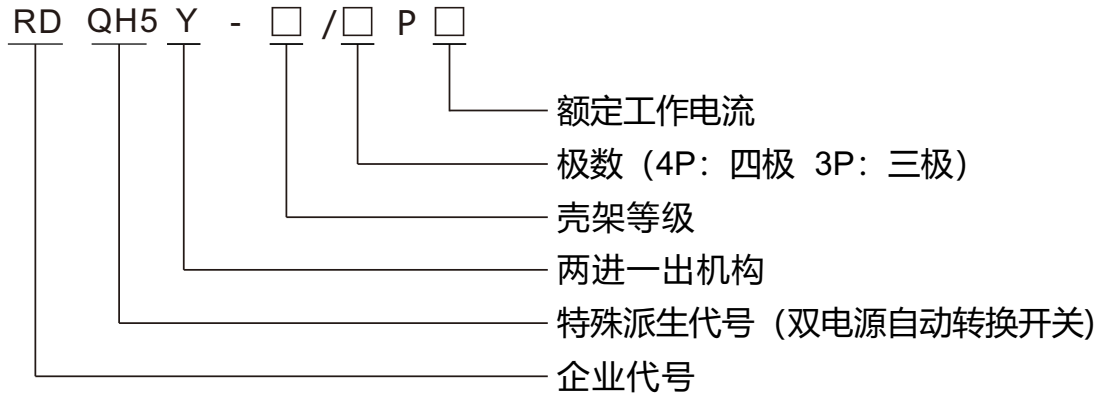 RD QH5 Y - □ /□ P □
额定工作电流
极数（4P：四极 3P：三极）
壳架等级
两进一出机构
特殊派生代号（双电源自动转换开关）
企业代号